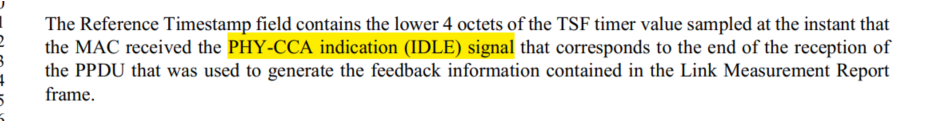 The Reference Timestamp field contains the lower 4 octets of the TSF timer value sampled at the instant that
the MAC received the PHY-CCA indication (IDLE) signal that corresponds to the end of the reception of
the PPDU that was used to generate the feedback information contained in the Link Measurement Report
frame.